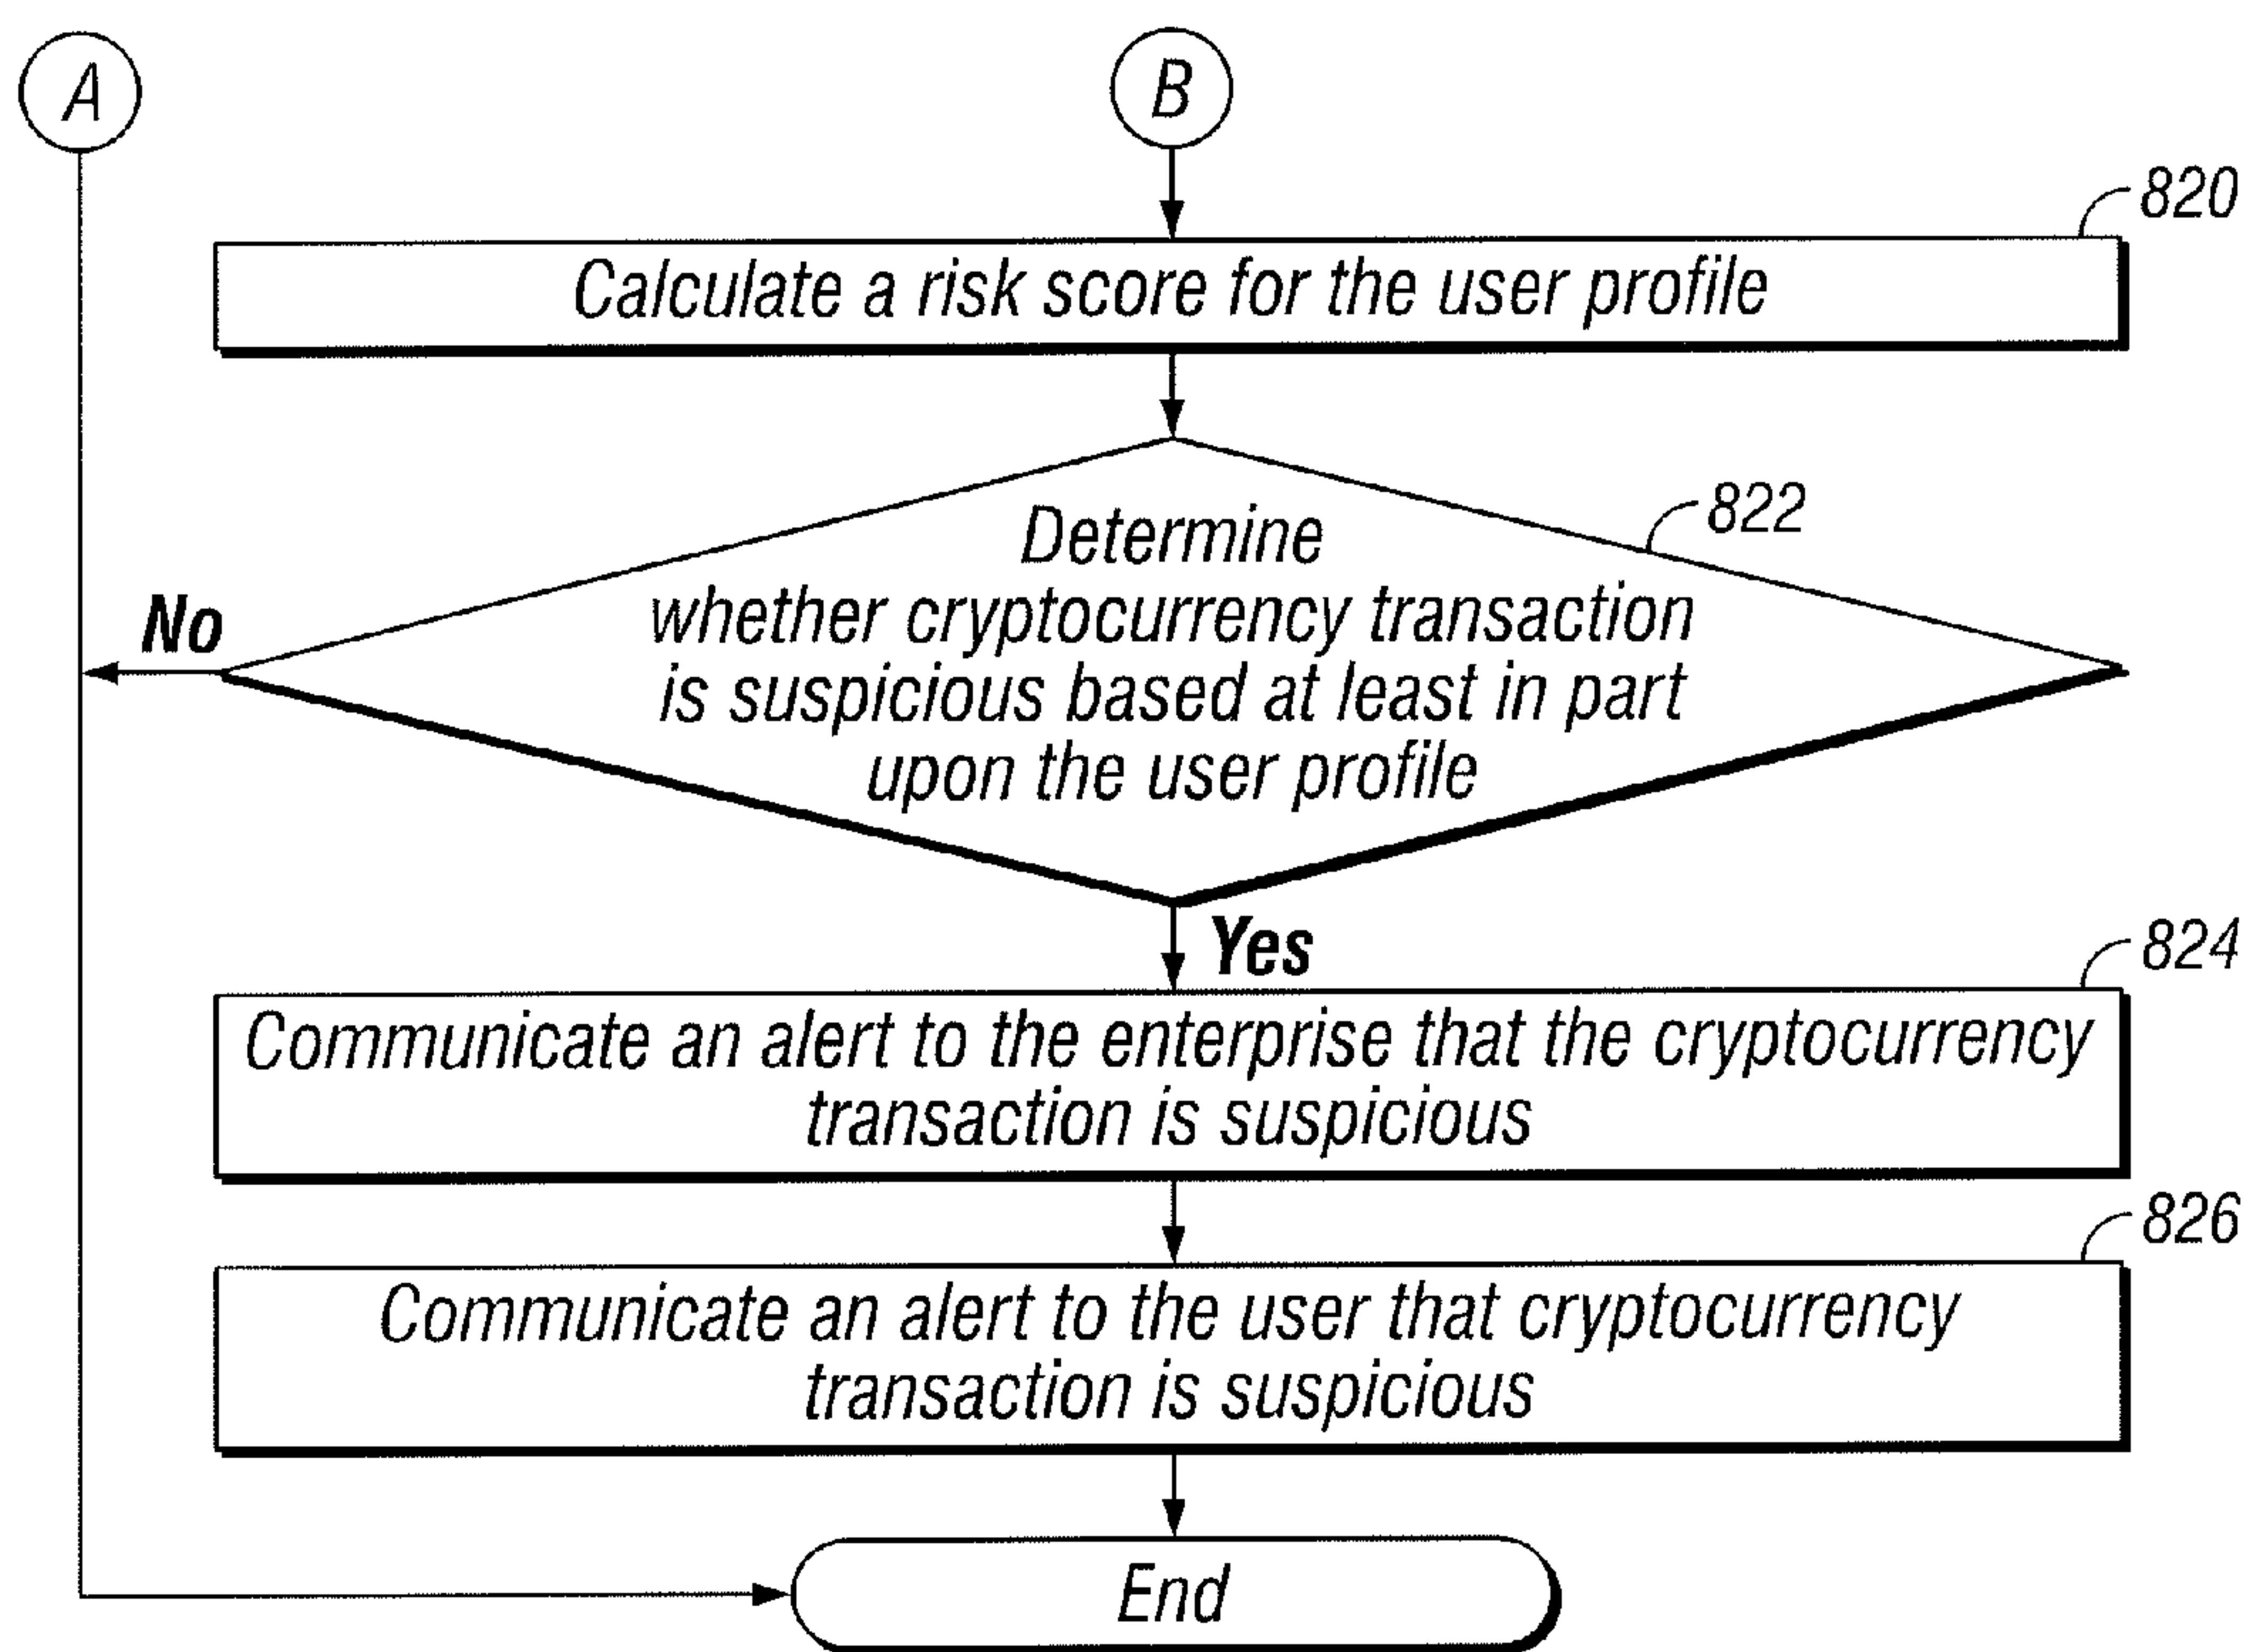 A
B
820
Calculate a risk score for the user profile
822
Determine
whether cryptocurrency transaction
is suspicious based at least in part
upon the user profile
No
Yes
824
Communicate an alert to the enterprise that the cryptocurrency
transaction is suspicious
826
Communicate an alert to the user that cryptocurrency
transaction is suspicious
End